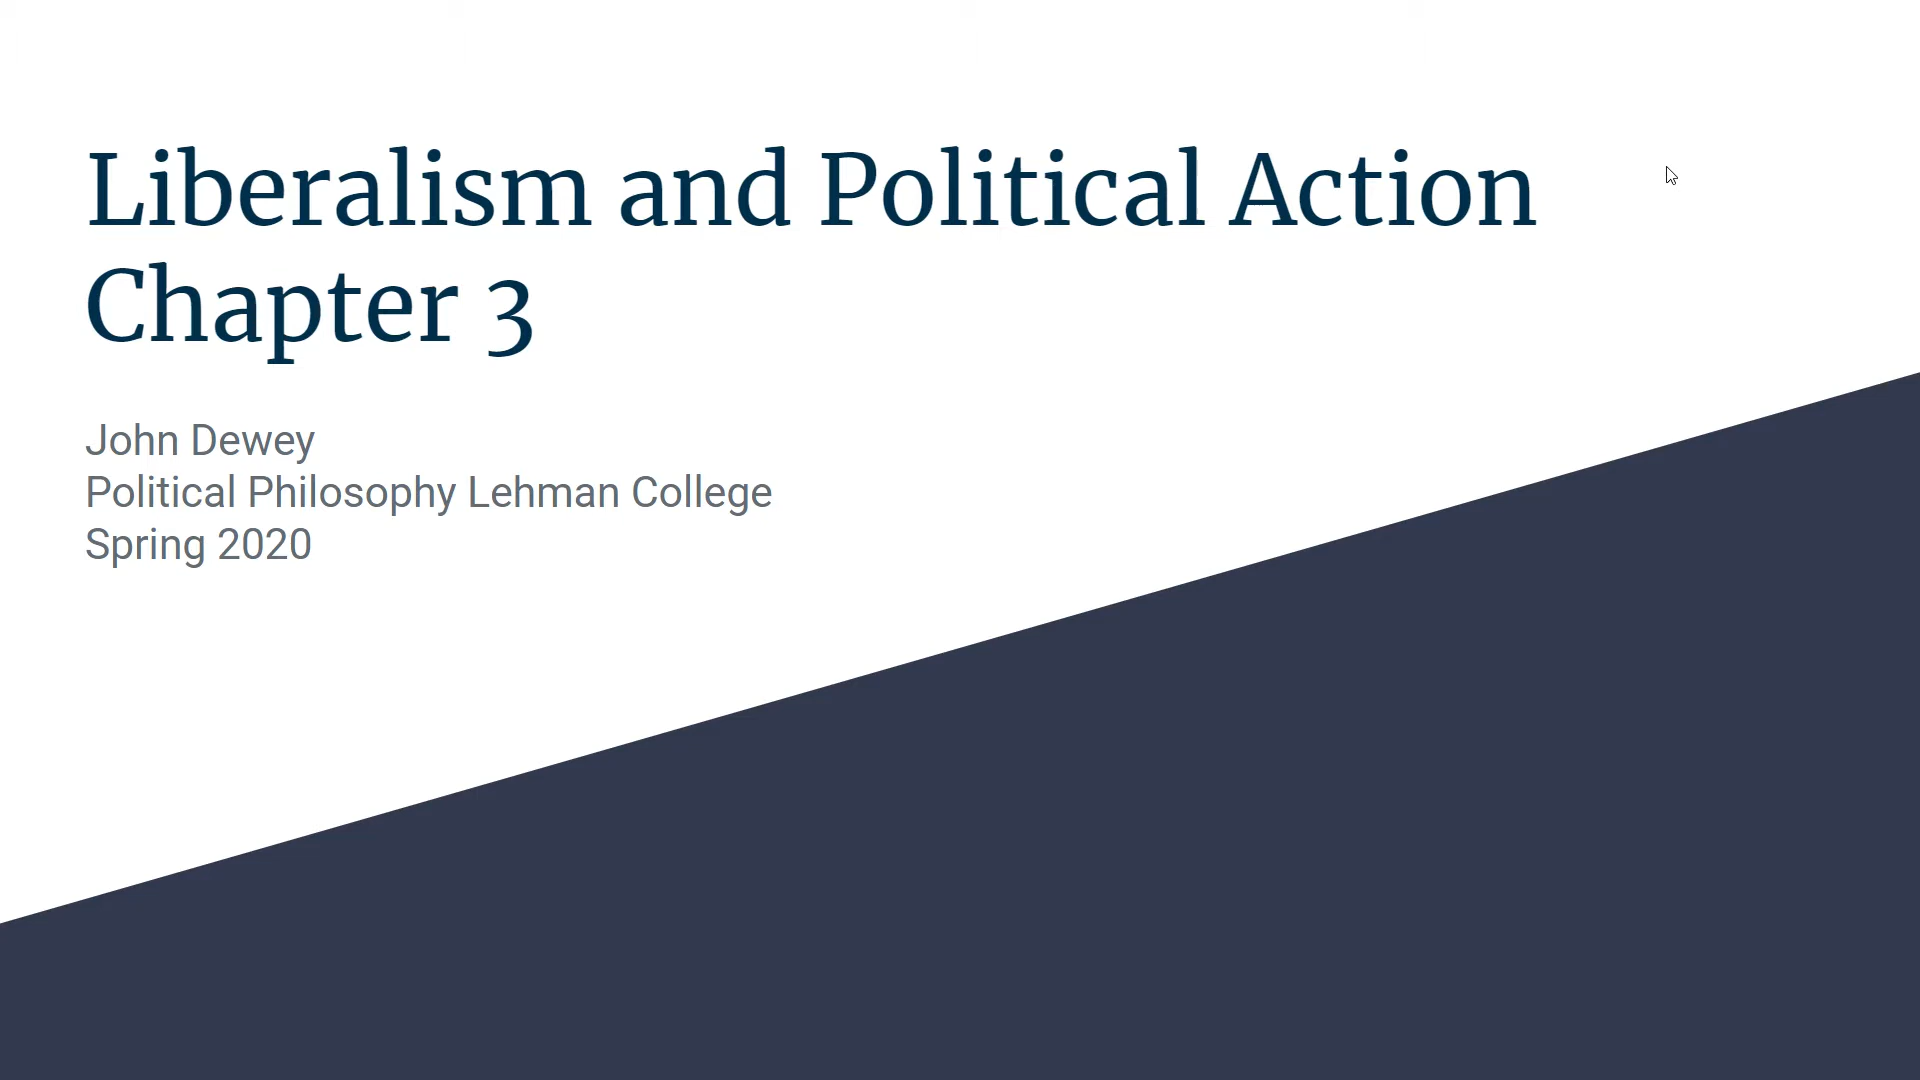 Liberalism and Political Action
Chapter 3
John Dewey
Political Philosophy Lehman College
Spring 2020